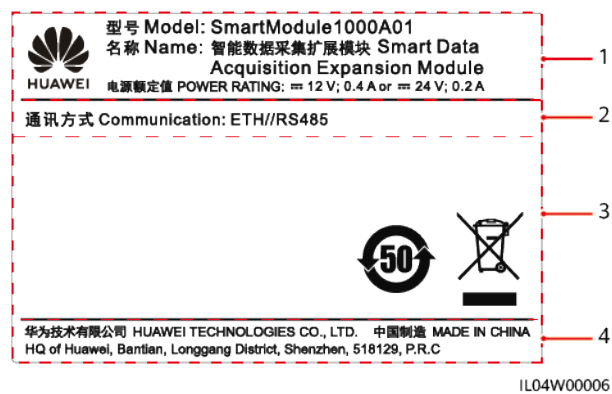 型号 Model: SmartModule1000A01
名称 Name: 智能数据采集扩展模块 Smart Data
Acquisition Expansion Module
HUAWEI
电源额定值 POWER RATING: ⎓ 12 V; 0.4 A or ⎓ 24 V; 0.2 A
1
通讯方式 Communication: ETH//RS485
2
3
50
华为技术有限公司 HUAWEI TECHNOLOGIES CO., LTD. 中国制造 MADE IN CHINA
HQ of Huawei, Bantian, Longgang District, Shenzhen, 518129, P.R.C
4
IL04W00006